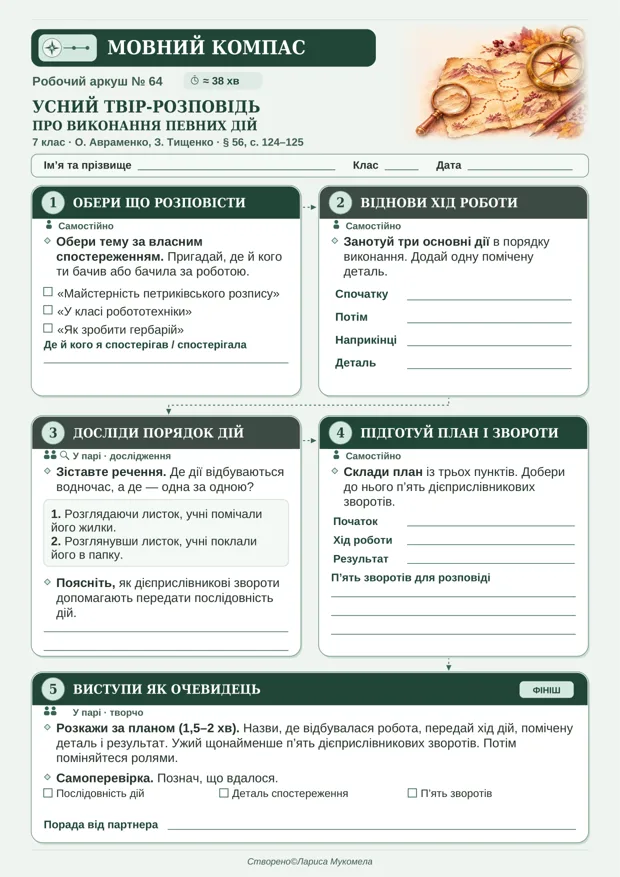 МОВНИЙ КОМПАС
Робочий аркуш № 64
≈ 38 хв
УСНИЙ ТВІР-РОЗПОВІДЬ
ПРО ВИКОНАННЯ ПЕВНИХ ДІЙ
7 клас · О. Авраменко, З. Тищенко · § 56, с. 124–125
Ім’я та прізвище Клас Дата
1 ОБЕРИ ЩО РОЗПОВІСТИ
Самостійно
Обери тему за власним
спостереженням. Пригадай, де й кого
ти бачив або бачила за роботою.
«Майстерність петриківського розпису»
«У класі робототехніки»
«Як зробити гербарій»
Де й кого я спостерігав / спостерігала
2 ВІДНОВИ ХІД РОБОТИ
Самостійно
Занотуй три основні дії в порядку
виконання. Додай одну помічену
деталь.
Спочатку
Потім
Наприкінці
Деталь
3 ДОСЛІДИ ПОРЯДОК ДІЙ
У парі · дослідження
Зіставте речення. Де дії відбуваються
водночас, а де — одна за одною?
1. Розглядаючи листок, учні помічали
його жилки.
2. Розглянувши листок, учні поклали
його в папку.
Поясніть, як дієприслівникові звороти
допомагають передати послідовність
дій.
4 ПІДГОТУЙ ПЛАН І ЗВОРОТИ
Самостійно
Склади план із трьох пунктів. Добери
до нього п’ять дієприслівникових
зворотів.
Початок
Хід роботи
Результат
П’ять зворотів для розповіді
5 ВИСТУПИ ЯК ОЧЕВИДЕЦЬ
ФІНІШ
У парі · творчо
Розкажи за планом (1,5–2 хв). Назви, де відбувалася робота, передай хід дій, помічену
деталь і результат. Ужий щонайменше п’ять дієприслівникових зворотів. Потім
поміняйтеся ролями.
Самоперевірка. Познач, що вдалося.
Послідовність дій Деталь спостереження П’ять зворотів
Порада від партнера
Створено©Лариса Мукомела